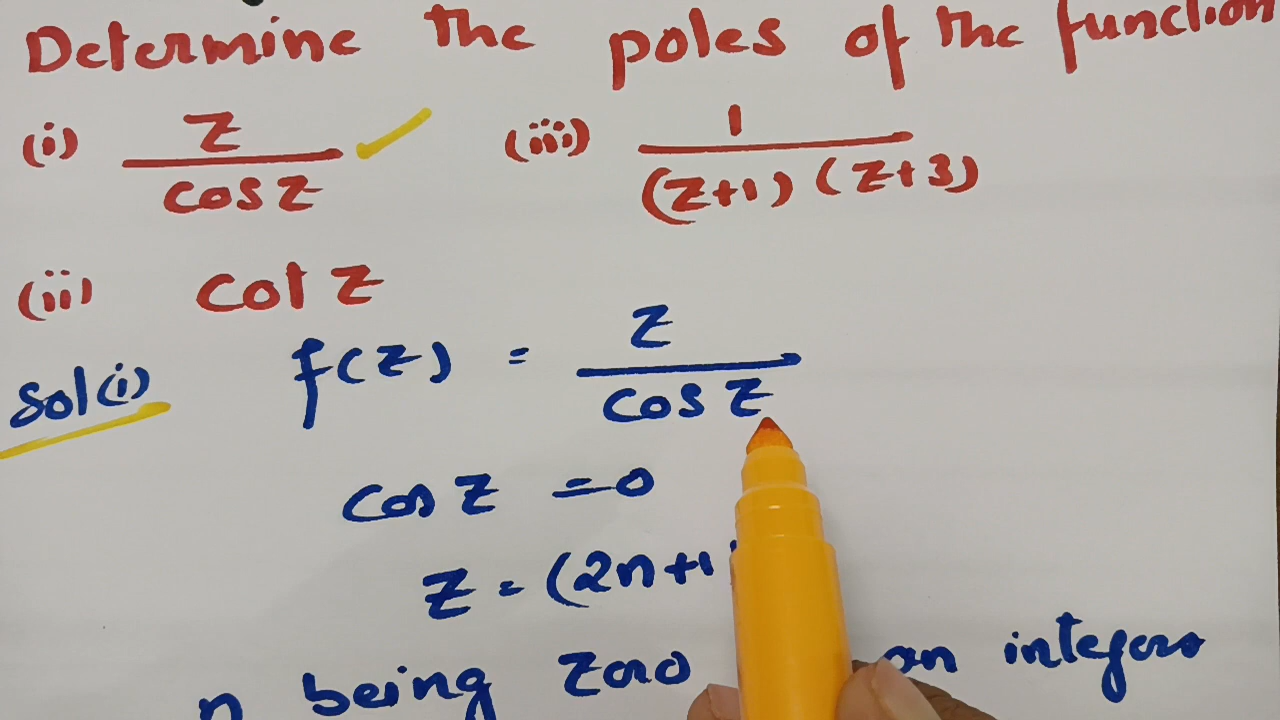 Determine the poles of the function
(i) z / cos z (iii) 1 / (z+1) (z+3)
(ii) cot z
Sol(i) f(z) = z / cos z
cos z = 0
z = (2n+1
n being zero an integers